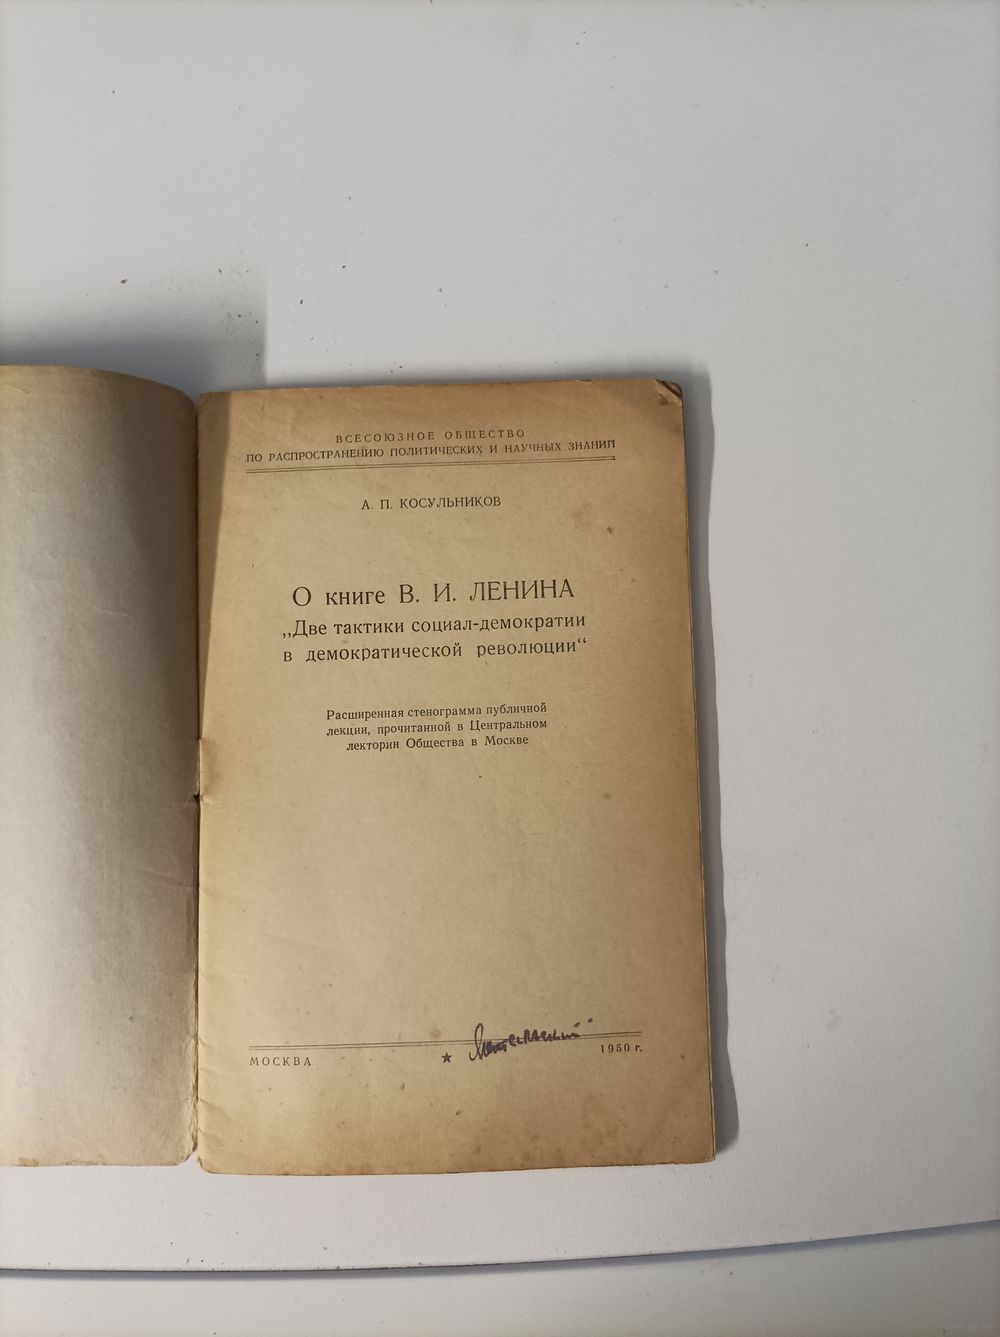 ВСЕСОЮЗНОЕ ОБЩЕСТВО
ПО РАСПРОСТРАНЕНИЮ ПОЛИТИЧЕСКИХ И НАУЧНЫХ ЗНАНИЙ
А. П. КОСУЛЬНИКОВ
О книге В. И. ЛЕНИНА
„Две тактики социал-демократии
в демократической революции“
Расширенная стенограмма публичной
лекции, прочитанной в Центральном
лектории Общества в Москве
МОСКВА ★ 1950 г.